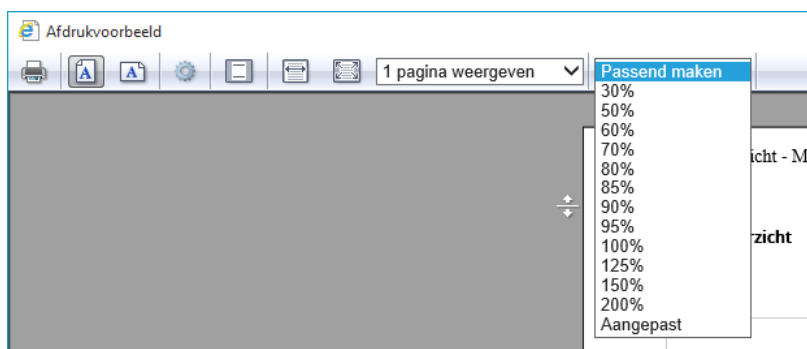 Afdrukvoorbeeld
A A 1 pagina weergeven Passend maken
30%
50%
60%
70%
80%
85%
90%
95%
100%
125%
150%
200%
Aangepast
icht - M
rzicht